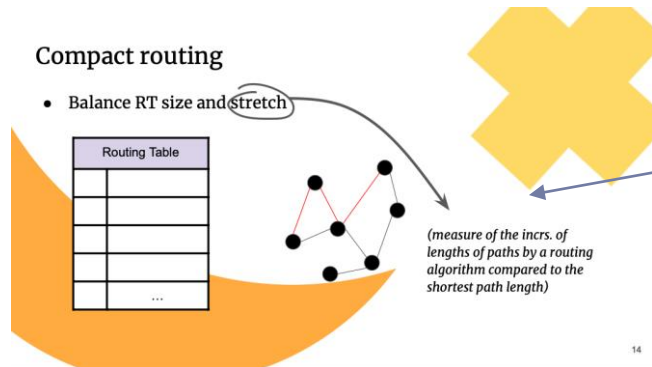 Compact routing
● Balance RT size and stretch
Routing Table
...
(measure of the incrs. of
lengths of paths by a routing
algorithm compared to the
shortest path length)
14